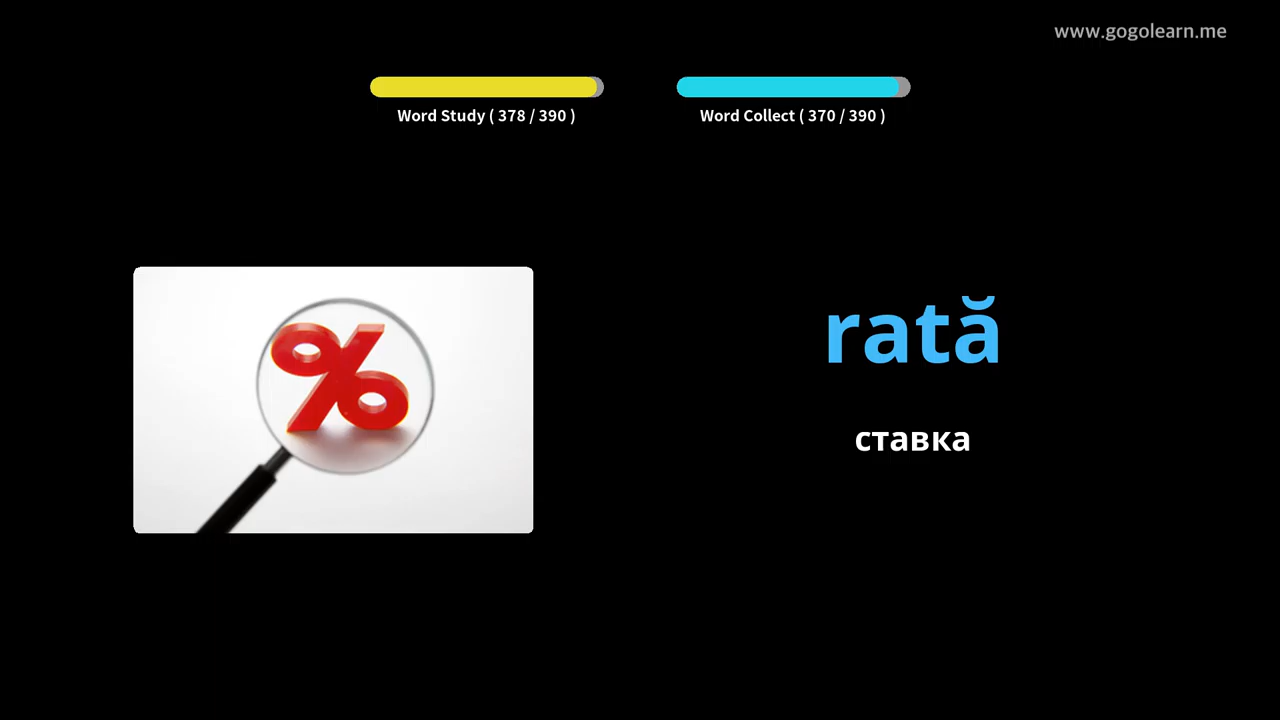 www.gogolearn.me
Word Study ( 378 / 390 )
Word Collect ( 370 / 390 )
%
rată
ставка